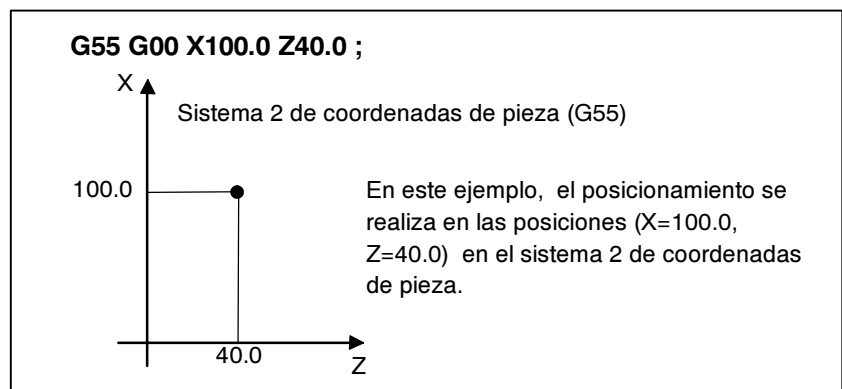 G55 G00 X100.0 Z40.0 ;
X
Sistema 2 de coordenadas de pieza (G55)
100.0
En este ejemplo, el posicionamiento se
realiza en las posiciones (X=100.0,
Z=40.0) en el sistema 2 de coordenadas
de pieza.
40.0
Z